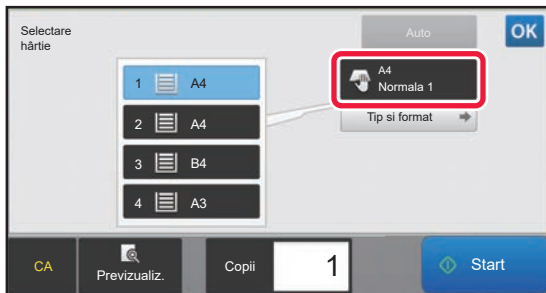 Selectare
hârtie
Auto
OK
1 A4
2 A4
3 B4
4 A3
A4
Normala 1
Tip si format
CA
Previzualiz.
Copii
1
Start